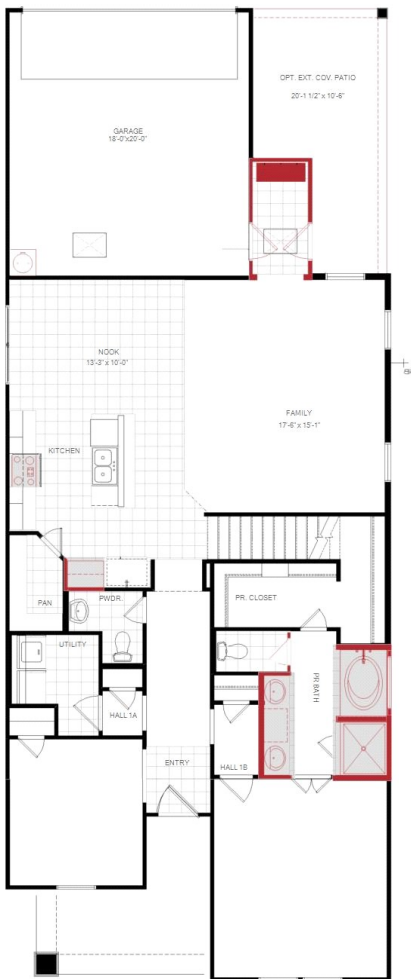 OPT. EXT. COV. PATIO
20'-1 1/2" x 10'-6"
GARAGE
18'-0"x20'-0"
NOOK
13'-3" x 10'-0"
FAMILY
17'-6" x 15'-1"
KITCHEN
PAN
PWDR.
PR. CLOSET
UTILITY
PR BATH
HALL 1A
ENTRY
HALL 1B